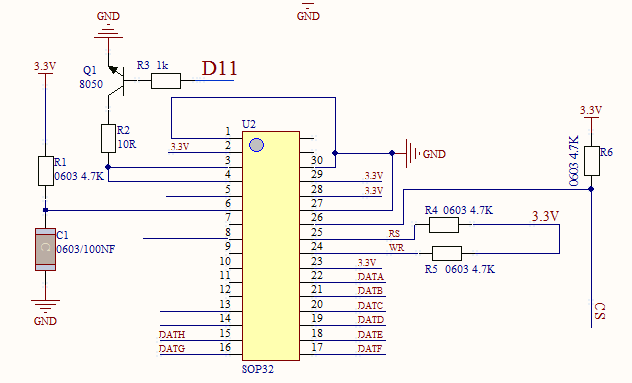 GND
GND
3.3V
Q1
8050
R3 1k
D11
U2
R2
10R
3.3V
1
2
3
4
5
6
7
8
9
10
11
12
13
14
15
16
30
29
28
27
26
25
24
23
22
21
20
19
18
17
3.3V
3.3V
GND
R1
0603 4.7K
C1
C
0603/100NF
GND
RS
WR
R4 0603 4.7K
R5 0603 4.7K
3.3V
3.3V
0603 4.7K
R6
CS
3.3V
DATA
DATB
DATC
DATD
DATE
DATF
DATH
DATG
SOP32